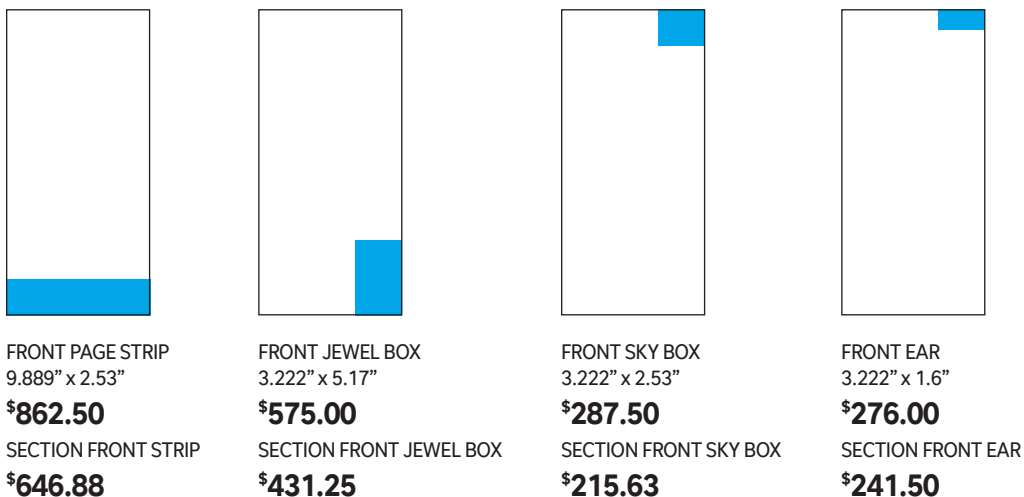 FRONT PAGE STRIP
9.889” x 2.53”
$862.50
SECTION FRONT STRIP
$646.88
FRONT JEWEL BOX
3.222” x 5.17”
$575.00
SECTION FRONT JEWEL BOX
$431.25
FRONT SKY BOX
3.222” x 2.53”
$287.50
SECTION FRONT SKY BOX
$215.63
FRONT EAR
3.222” x 1.6”
$276.00
SECTION FRONT EAR
$241.50